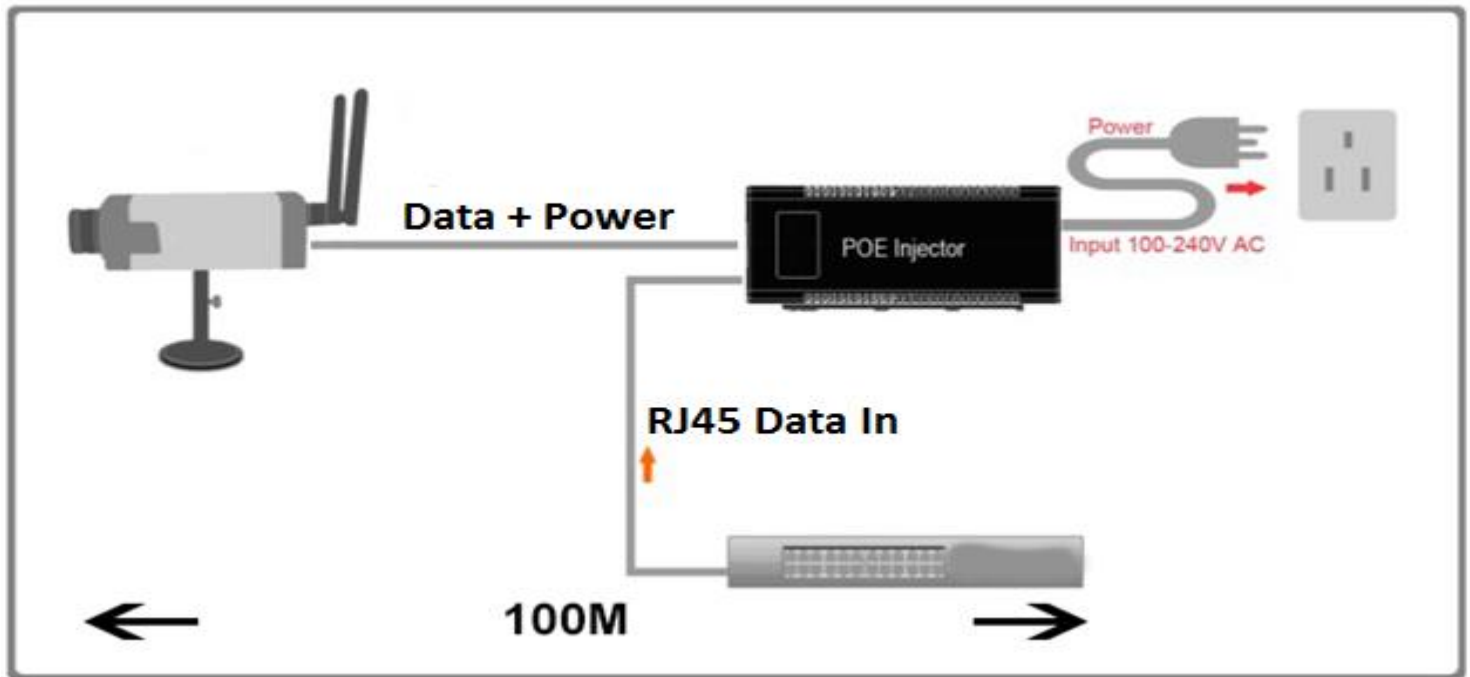 Power
Data + Power
POE Injector
Input 100-240V AC
RJ45 Data In
100M